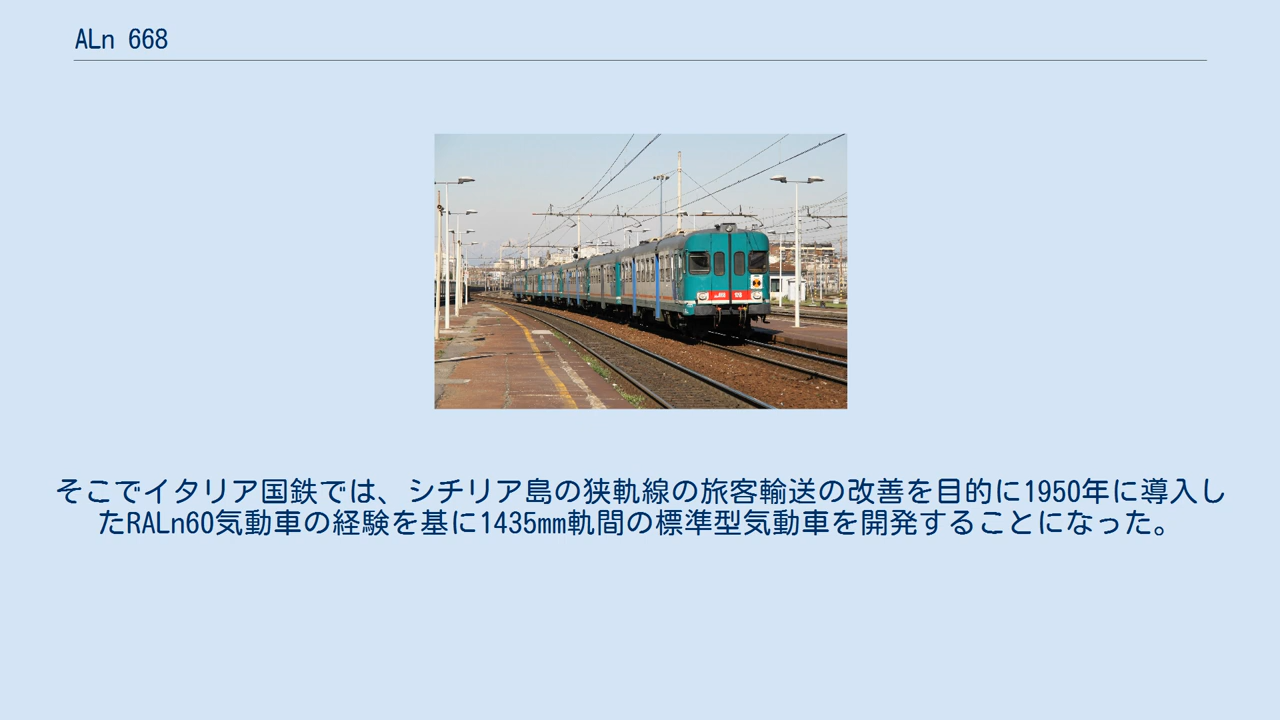 ALn 668
そこでイタリア国鉄では、シチリア島の狭軌線の旅客輸送の改善を目的に1950年に導入し
たRALn60気動車の経験を基に1435mm軌間の標準型気動車を開発することになった。